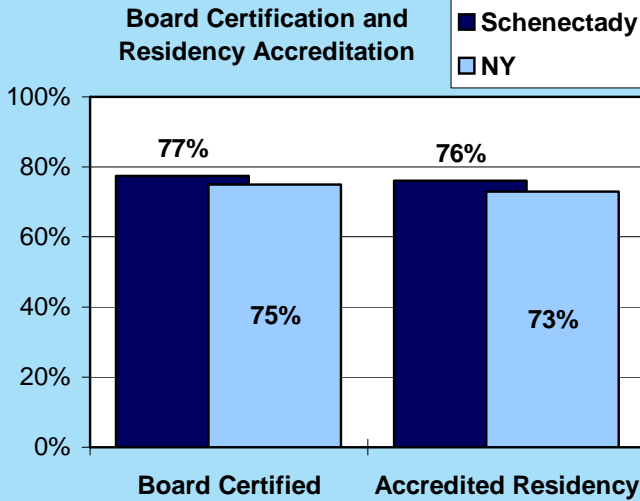 Board Certification and
Residency Accreditation
Schenectady
NY
100%
80%
60%
40%
20%
0%
77%
75%
76%
73%
Board Certified
Accredited Residency